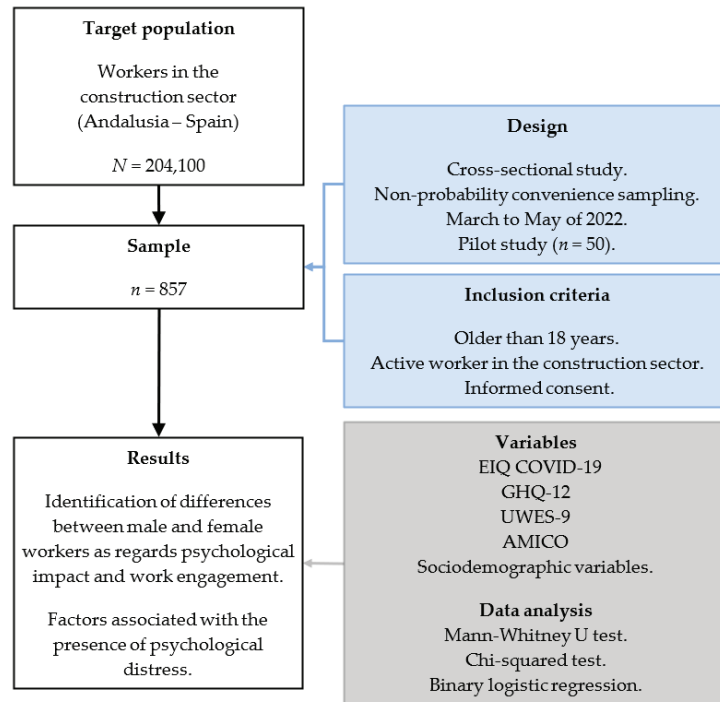 Target population
Workers in the
construction sector
(Andalusia – Spain)
N = 204,100
Design
Cross-sectional study.
Non-probability convenience sampling.
March to May of 2022.
Pilot study (n = 50).
Sample
n = 857
Inclusion criteria
Older than 18 years.
Active worker in the construction sector.
Informed consent.
Results
Identification of differences
between male and female
workers as regards psychological
impact and work engagement.
Factors associated with the
presence of psychological
distress.
Variables
EIQ COVID-19
GHQ-12
UWES-9
AMICO
Sociodemographic variables.
Data analysis
Mann-Whitney U test.
Chi-squared test.
Binary logistic regression.